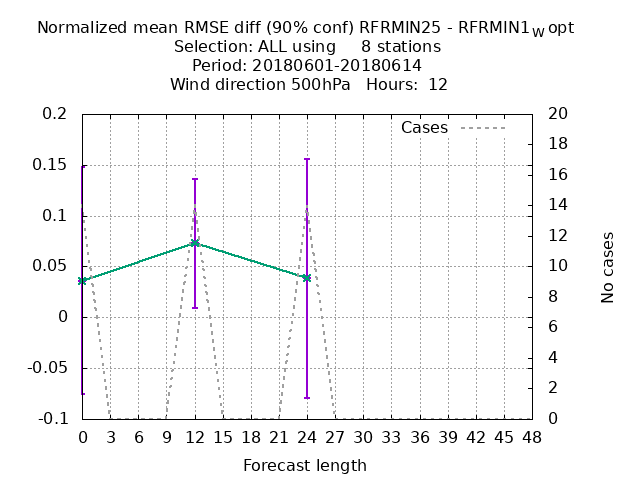 Normalized mean RMSE diff (90% conf) RFRMIN25 - RFRMIN1w opt
Selection: ALL using 8 stations
Period: 20180601-20180614
Wind direction 500hPa Hours: 12
Cases
0.2
0.15
0.1
0.05
0
-0.05
-0.1
20
18
16
14
12
10
8
6
4
2
0
No cases
0 3 6 9 12 15 18 21 24 27 30 33 36 39 42 45 48
Forecast length